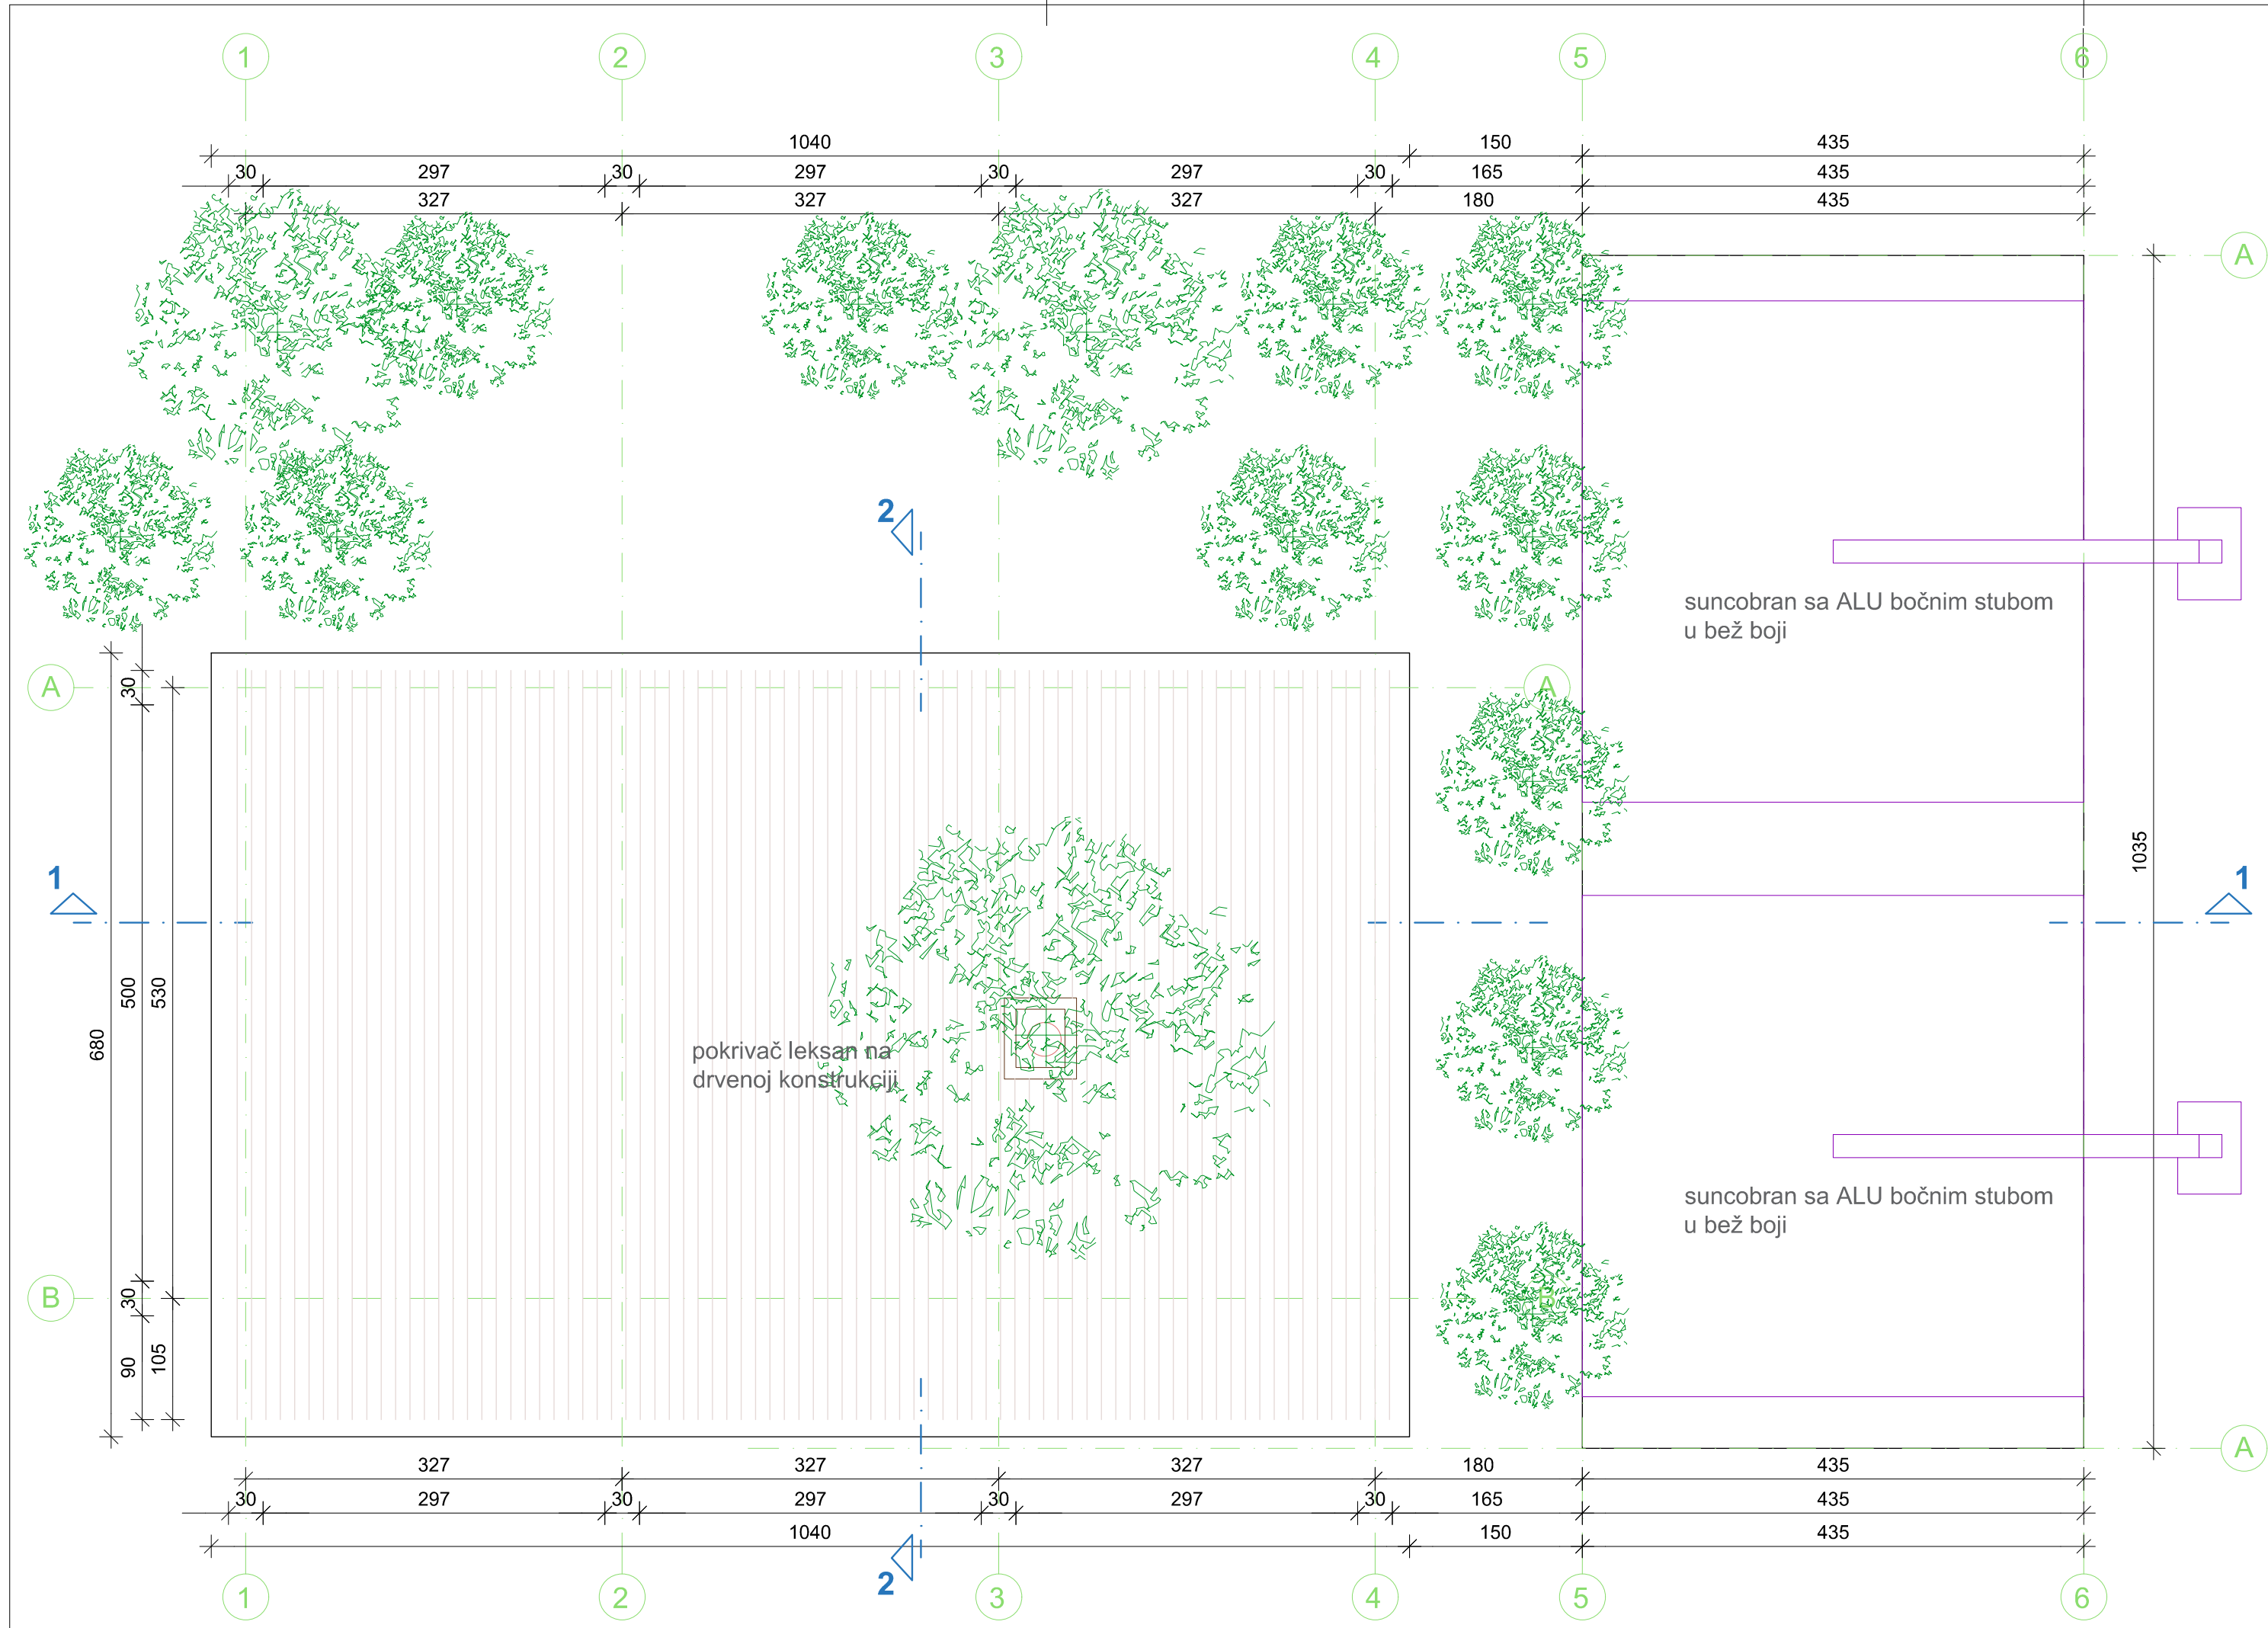 1 2 3 4 5 6
1040 150 435
30 297 30 297 30 297 30 165 435
327 327 327 180 435
A
2
suncobran sa ALU bočnim stubom
u bež boji
A 30 A
1035
1 1
500 530
680
pokrivač leksan na
drvenoj konstrukciji
suncobran sa ALU bočnim stubom
u bež boji
B 30 B
90 105
A
327 327 327 180 435
30 297 30 297 30 297 30 165 435
1040 150 435
2
1 2 3 4 5 6